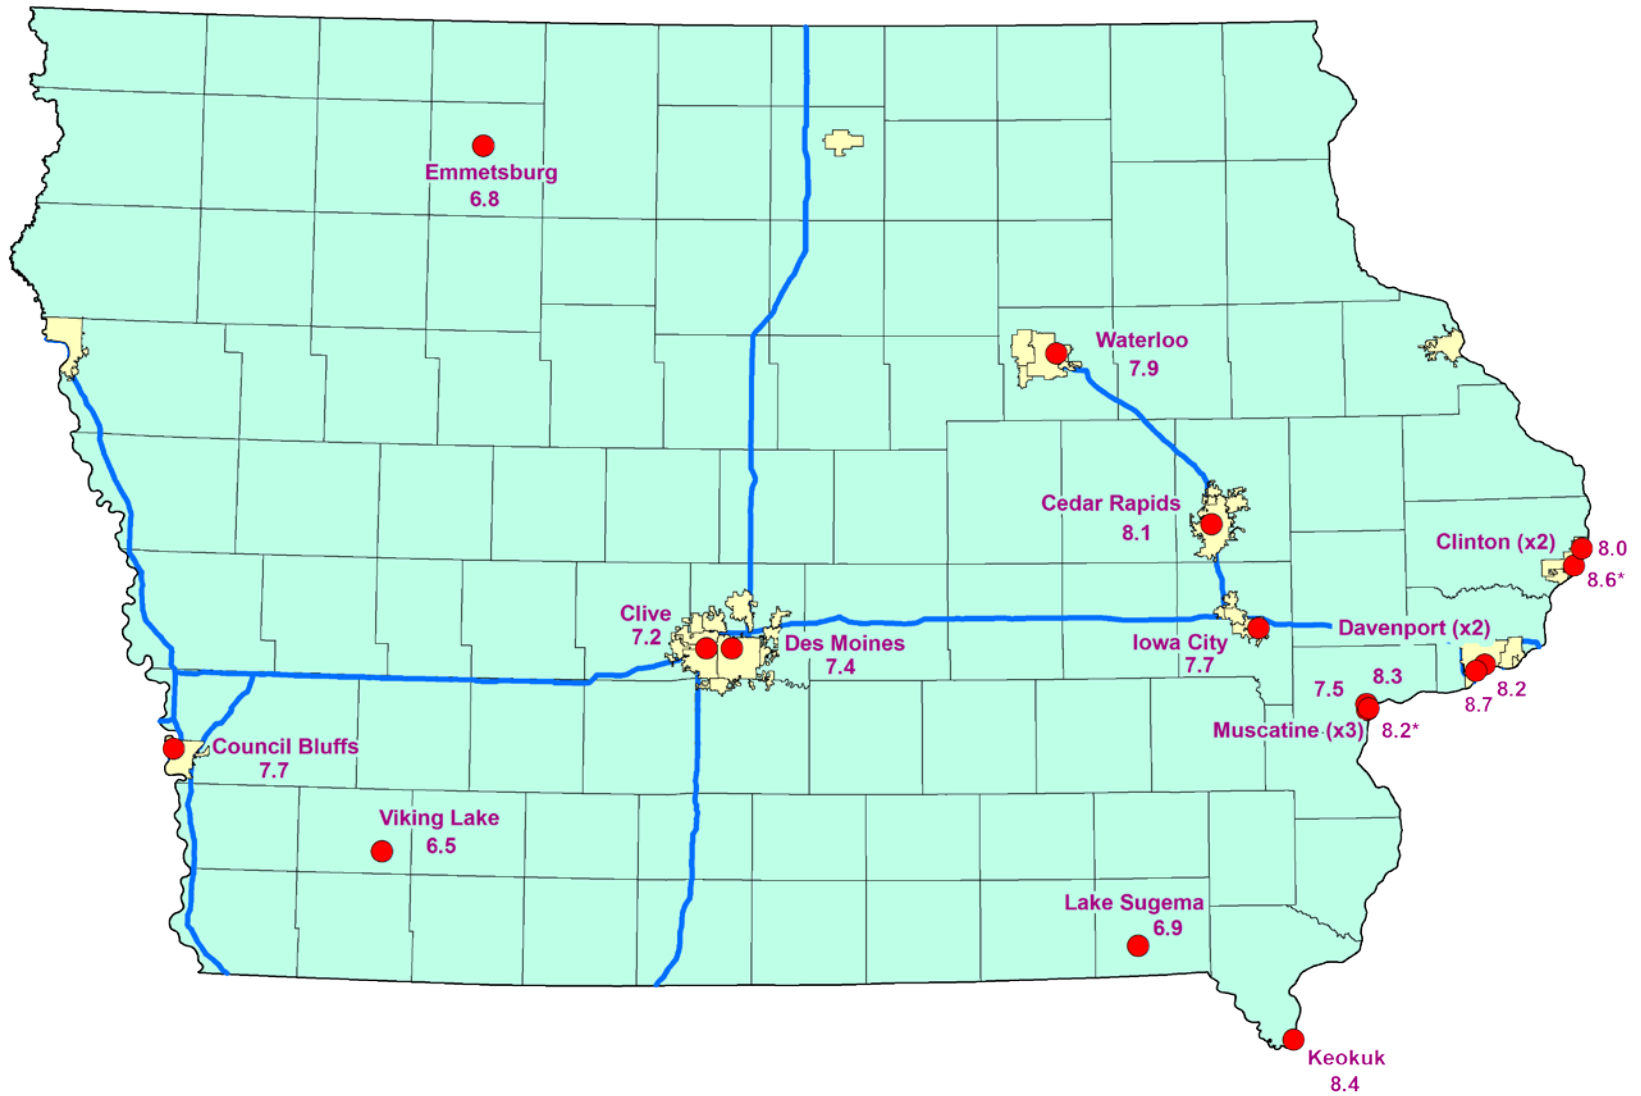 Emmetsburg
6.8
Waterloo
7.9
Cedar Rapids
8.1
Clinton (x2)
8.0
8.6*
Clive
7.2
Des Moines
7.4
Iowa City
7.7
Davenport (x2)
8.2
8.7
7.5
8.3
Muscatine (x3)
8.2*
Council Bluffs
7.7
Viking Lake
6.5
Lake Sugema
6.9
Keokuk
8.4